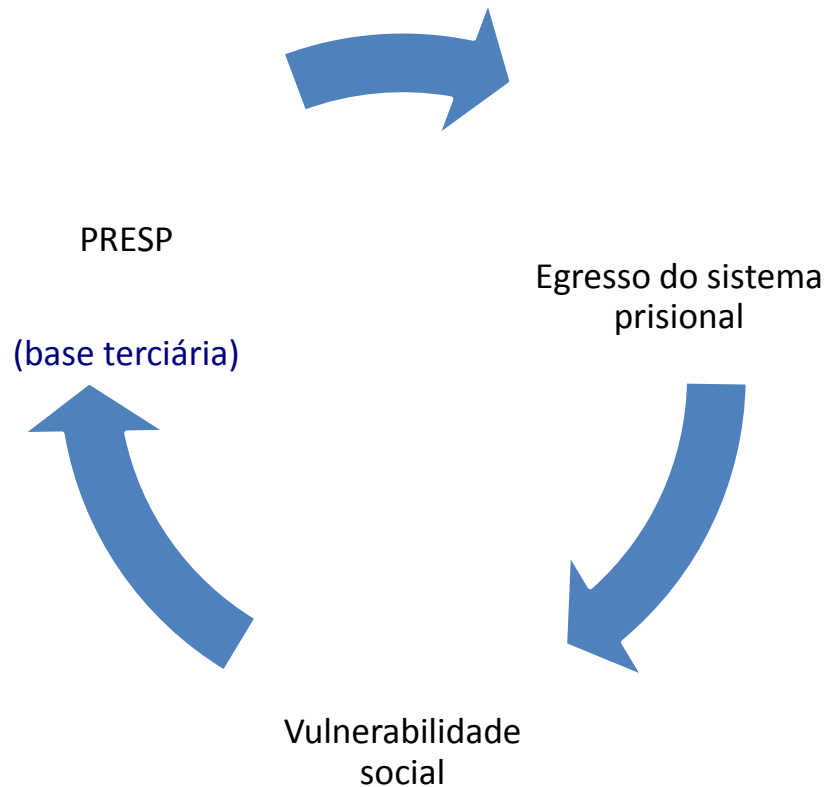 PRESP
(base terciária)
Egresso do sistema
prisional
Vulnerabilidade
social